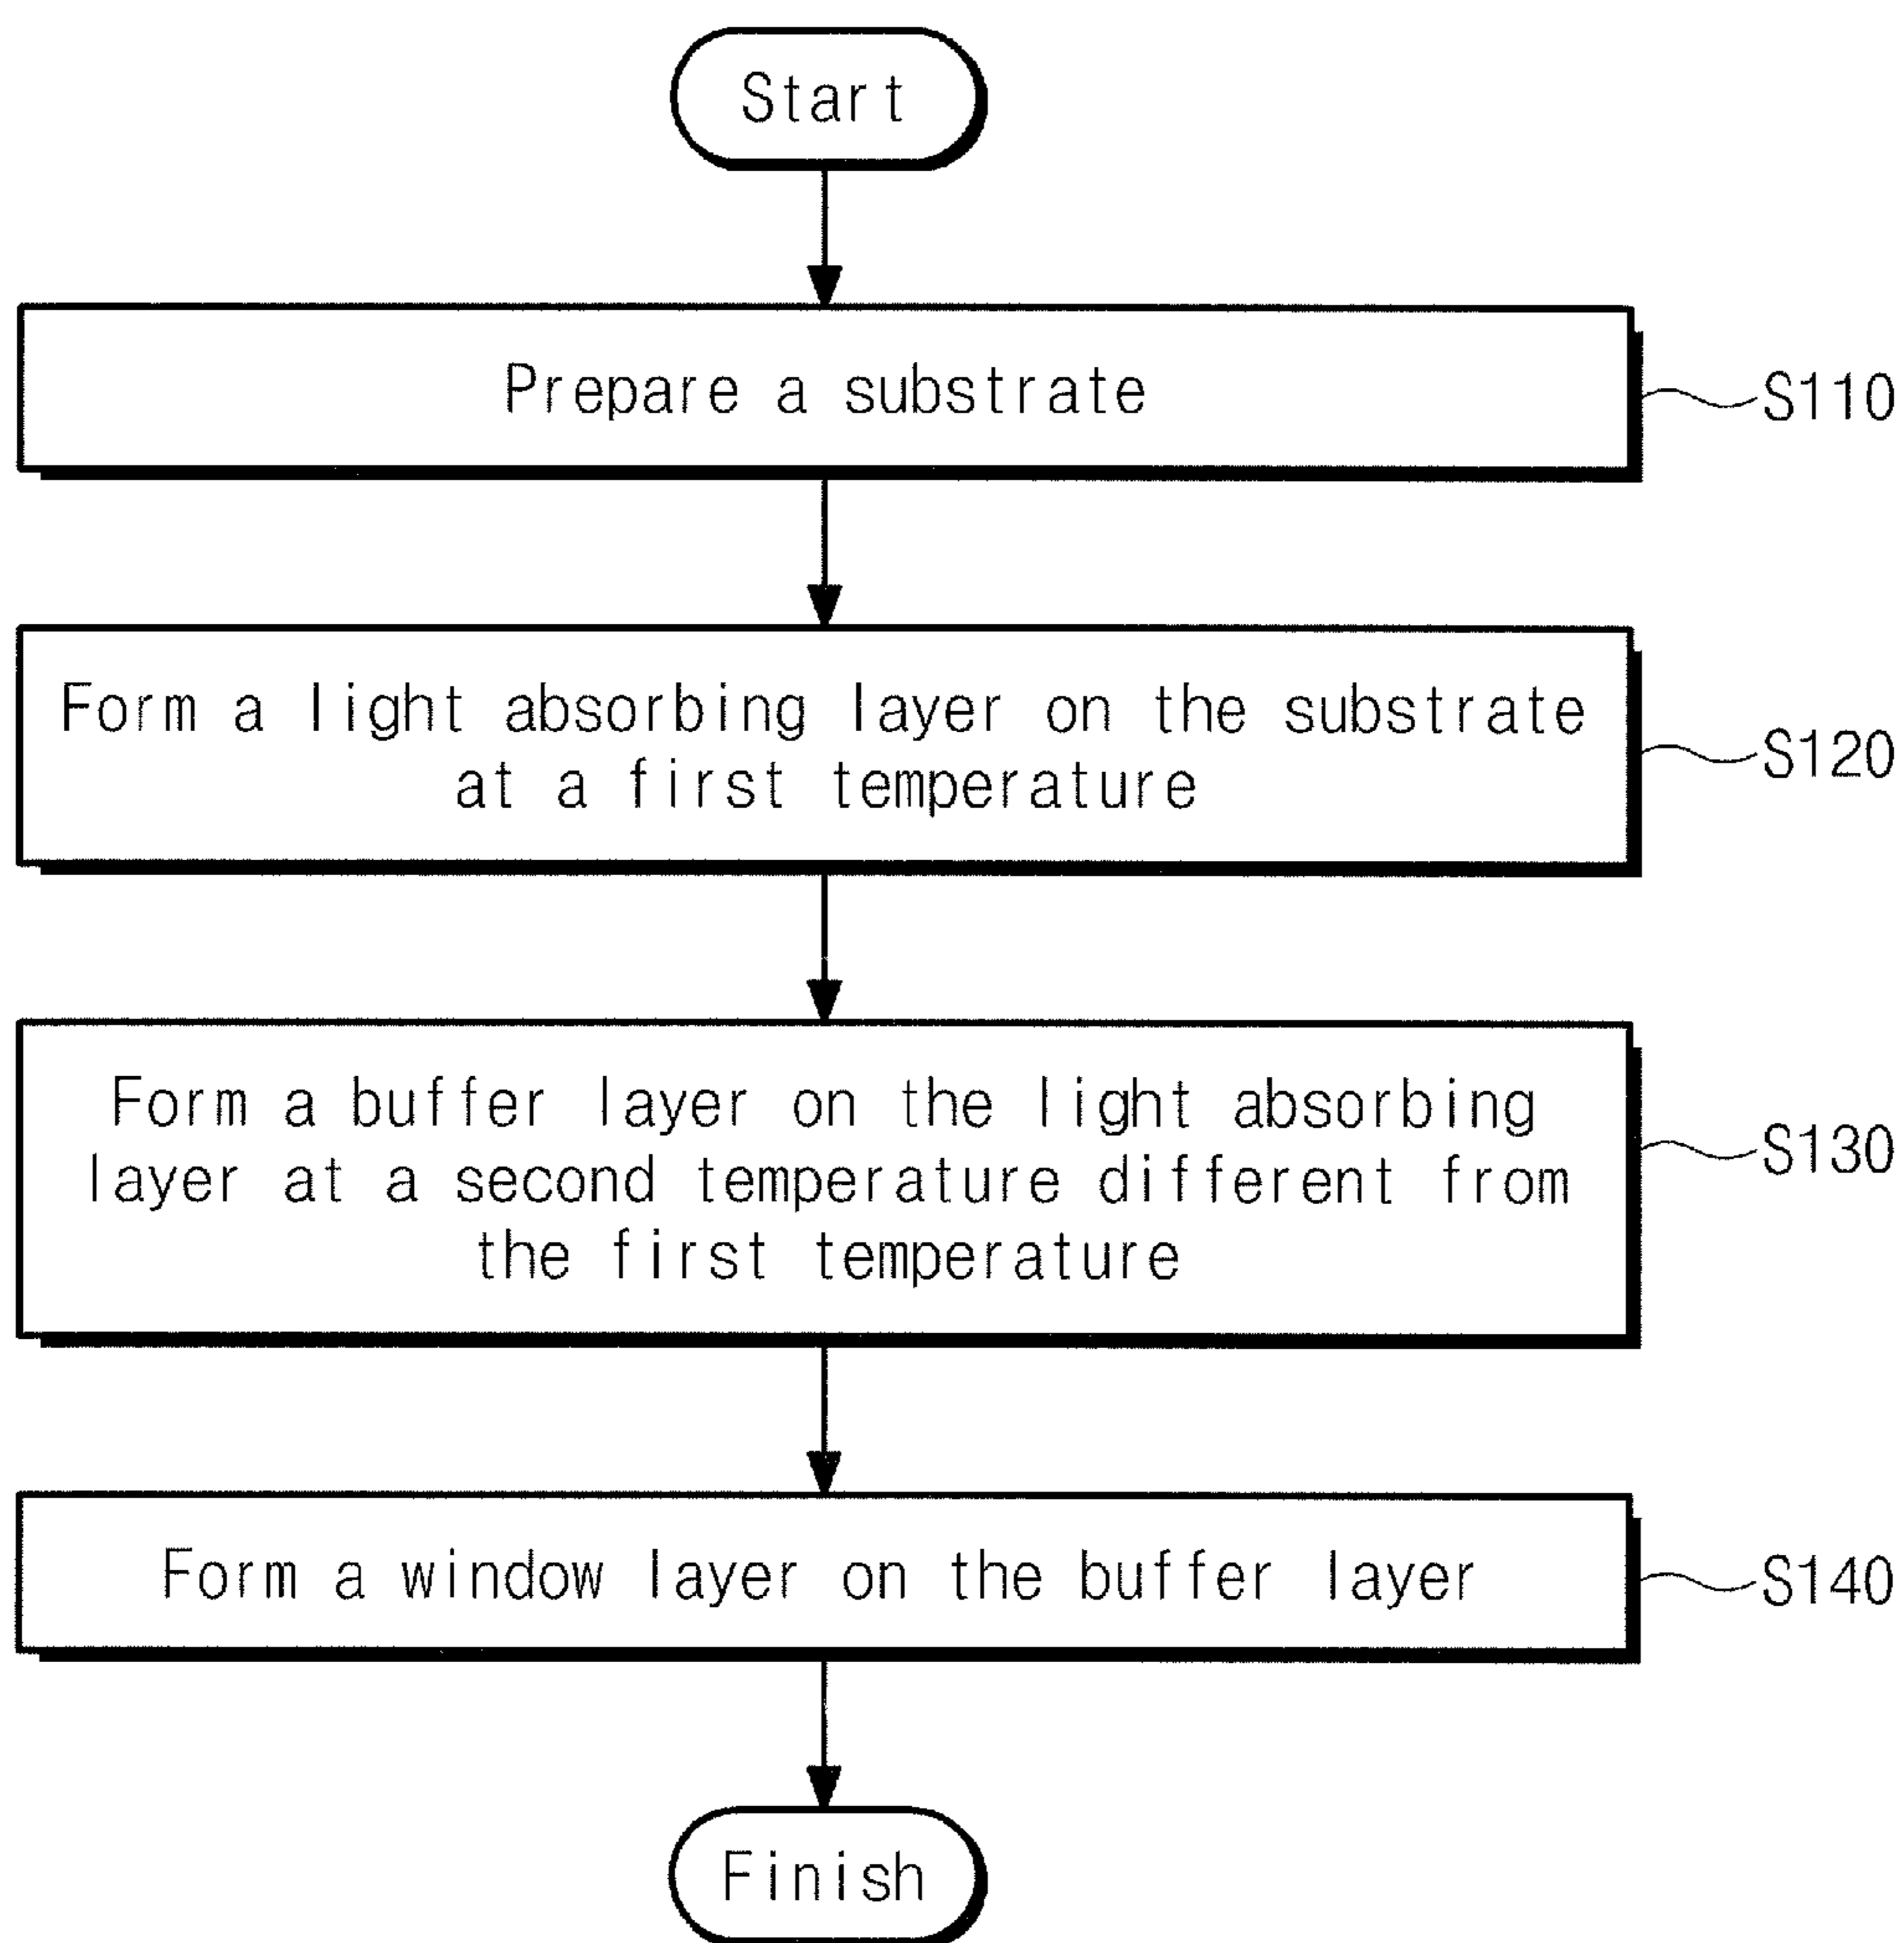 Start
Prepare a substrate
S110
Form a light absorbing layer on the substrate
at a first temperature
S120
Form a buffer layer on the light absorbing
layer at a second temperature different from
the first temperature
S130
Form a window layer on the buffer layer
S140
Finish